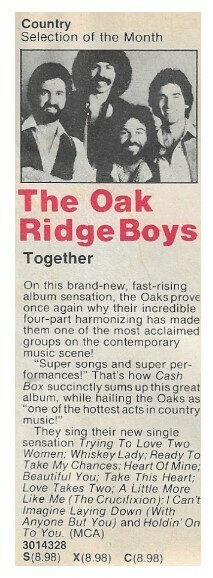 Country
Selection of the Month
The Oak
Ridge Boys
Together
On this brand-new, fast-rising
album sensation, the Oaks prove
once again why their incredible
four-part harmonizing has made
them one of the most acclaimed
groups on the contemporary
music scene!
"Super songs and super per-
formances!" That's how Cash
Box succinctly sums up this great
album, while hailing the Oaks as
"one of the hottest acts in country
music!"
They sing their new single
sensation Trying To Love Two
Women; Whiskey Lady; Ready To
Take My Chances; Heart Of Mine;
Beautiful You; Take This Heart;
Love Takes Two; A Little More
Like Me (The Crucifixion); I Can't
Imagine Laying Down (With
Anyone But You) and Holdin' On
To You. (MCA)
3014328
S(8.98) X(8.98) C(8.98)